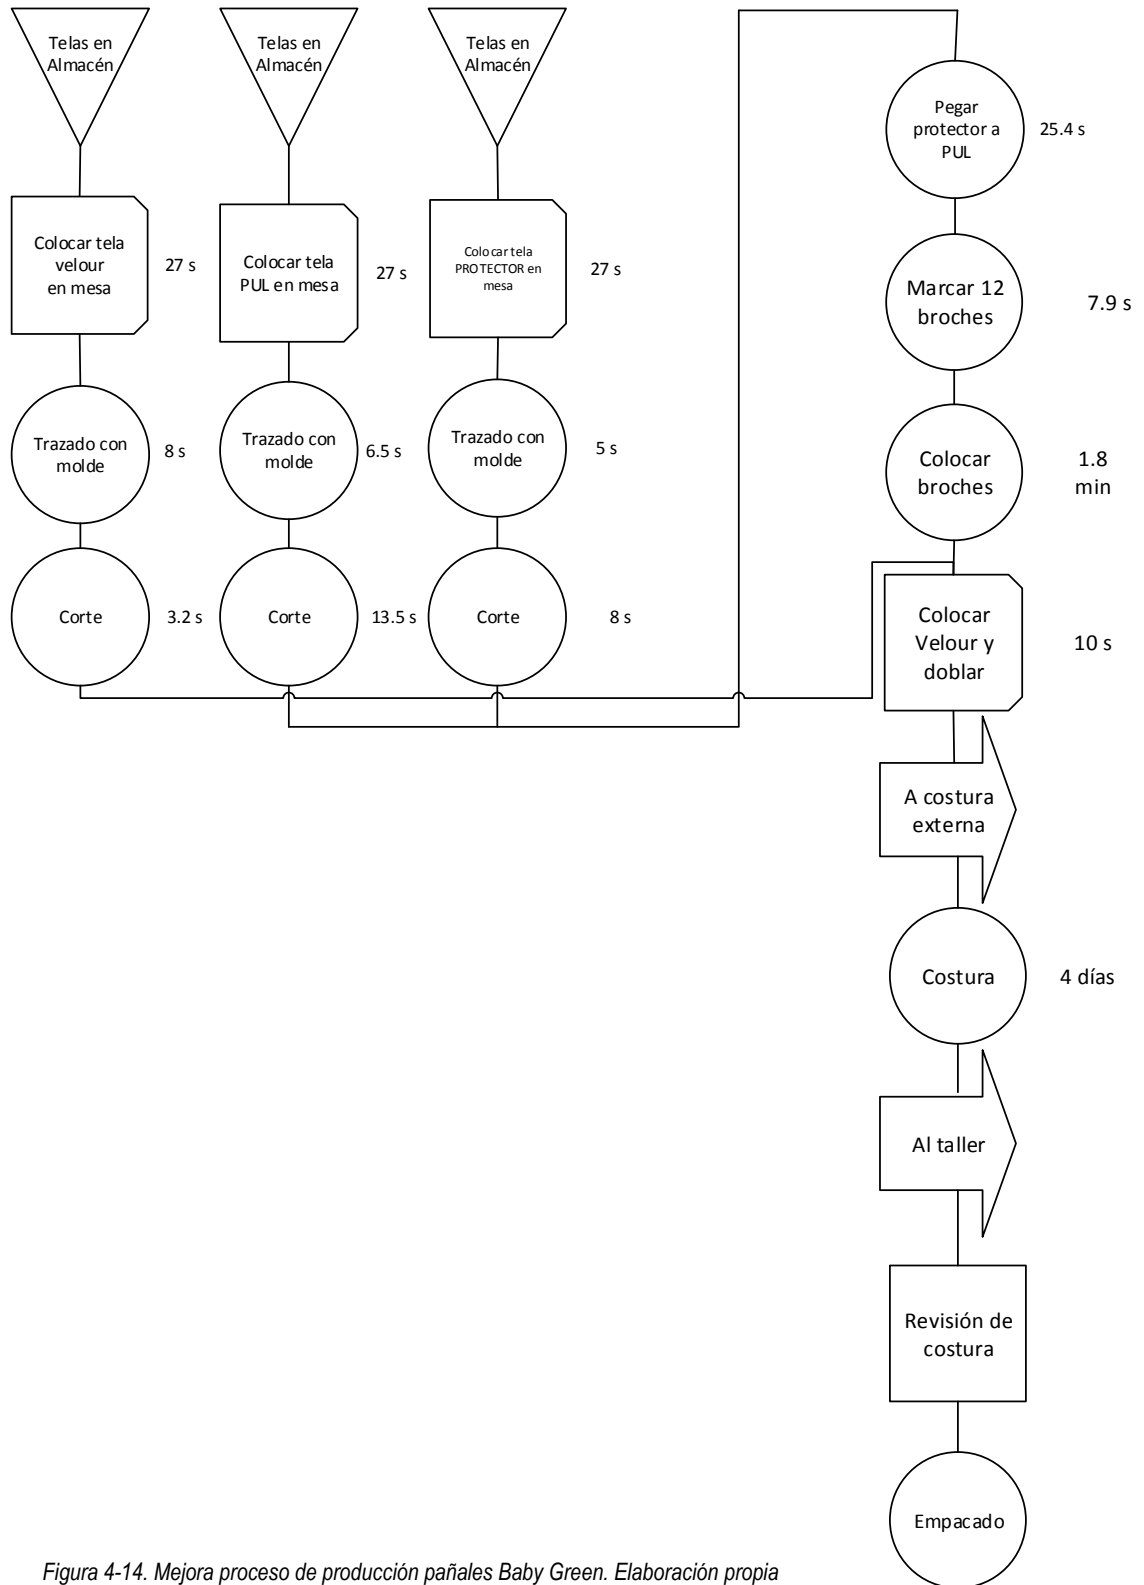 Telas en
Almacén
27 s
Colocar tela
velour
en mesa
8 s
Trazado con
molde
3.2 s
Corte
Telas en
Almacén
Colocar tela
PUL en mesa
27 s
Trazado con
molde
6.5 s
Corte
13.5 s
Telas en
Almacén
Colocar tela
PROTECTOR en
mesa
27 s
Trazado con
molde
5 s
Corte
8 s
Pegar
protector a
PUL
25.4 s
Marcar 12
broches
7.9 s
Colocar
broches
1.8
min
Colocar
Velour y
doblar
10 s
A costura
externa
Costura
4 días
Al taller
Revisión de
costura
Empacado
Figura 4-14. Mejora proceso de producción pañales Baby Green. Elaboración propia